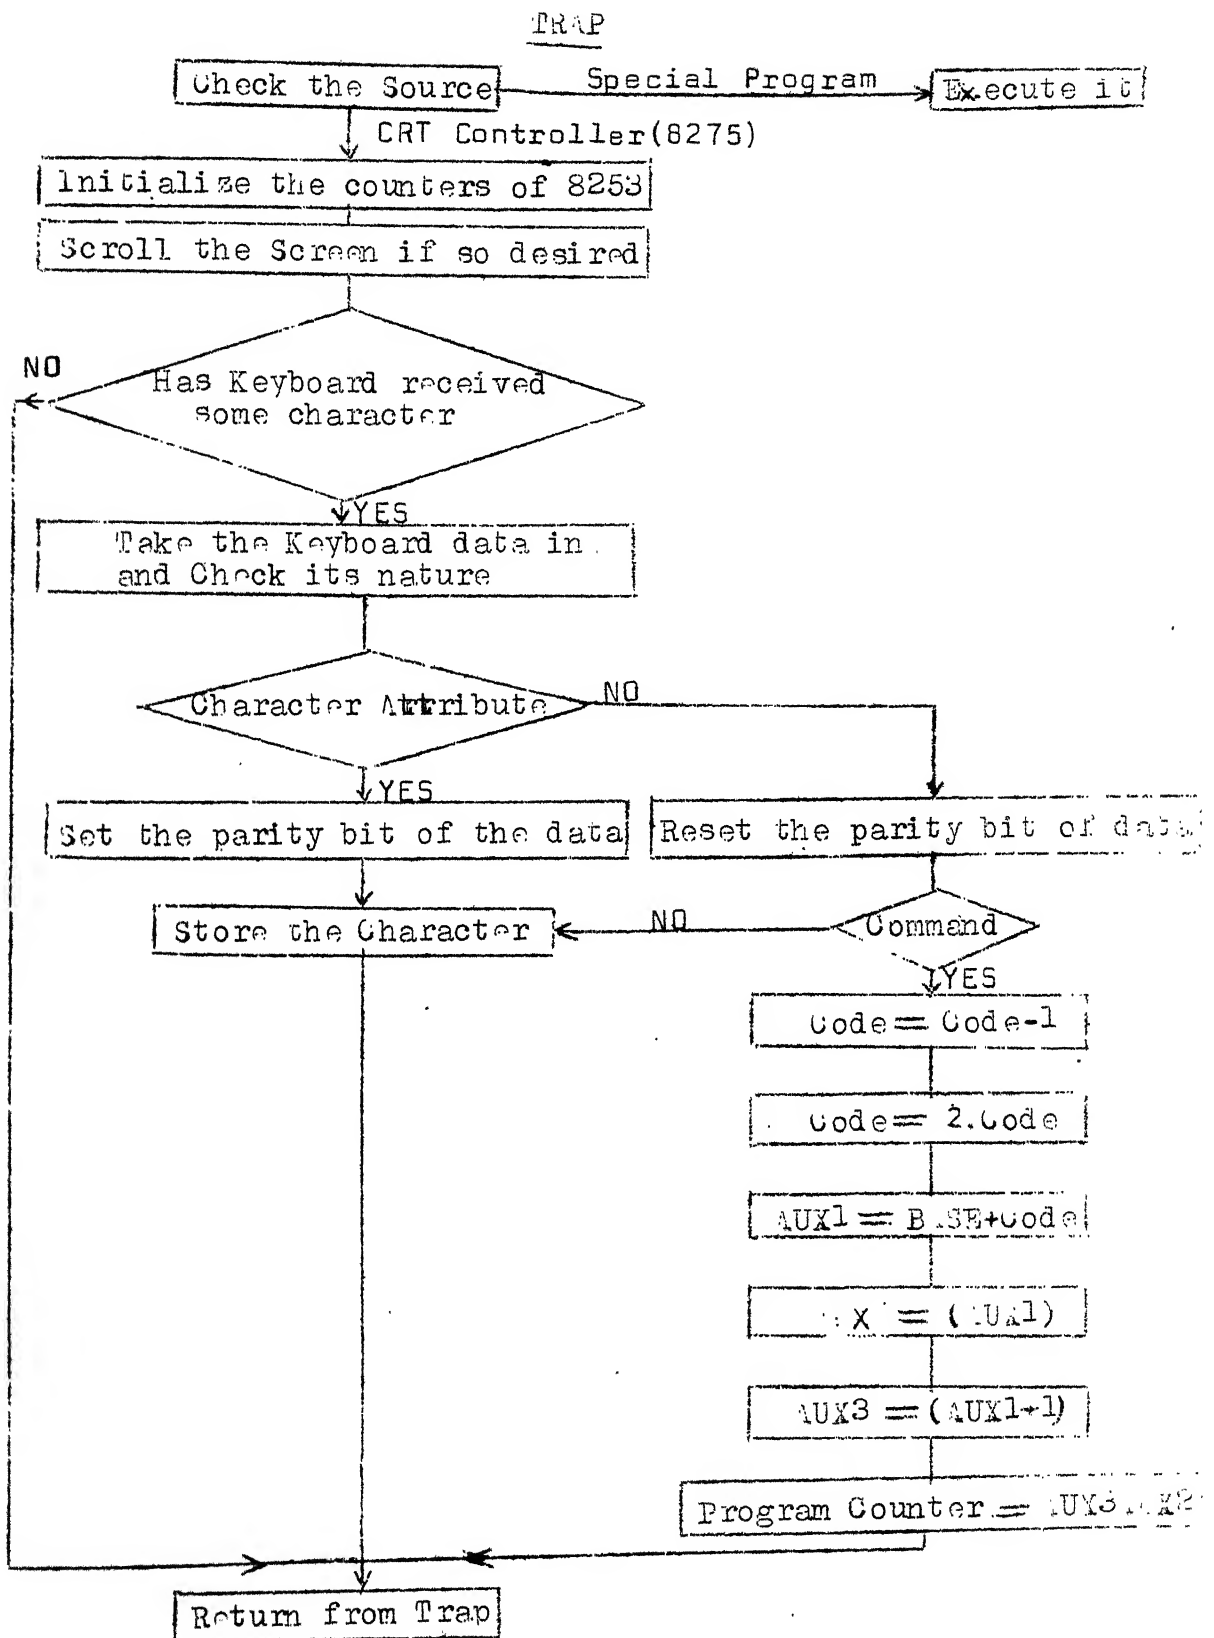 TRAP
Check the Source
Special Program
Execute it
CRT Controller(8275)
Initialize the counters of 8253
Scroll the Screen if so desired
NO
Has Keyboard received
some character
YES
Take the Keyboard data in
and Check its nature
Character Attribute
NO
YES
Set the parity bit of the data
Reset the parity bit of data
Store the Character
NO
Command
YES
Code = Code-1
Code = 2.Code
AUX1 = BASE+Code
= (AUX1)
AUX3 = (AUX1+1)
Program Counter =
Return from Trap